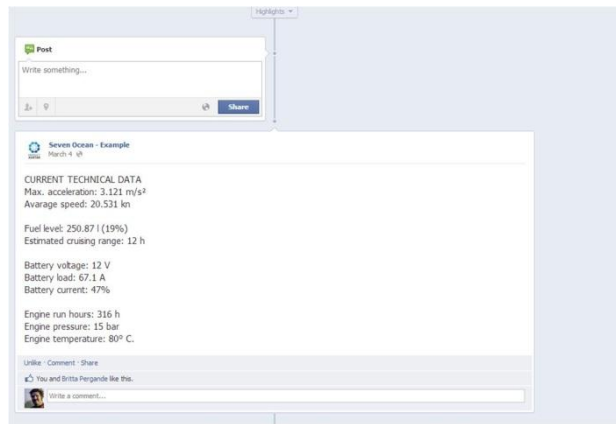 Highlights
Post
Write something...
Share
Seven Ocean - Example
March 4
CURRENT TECHNICAL DATA
Max. acceleration: 3.121 m/s²
Avarage speed: 20.531 kn
Fuel level: 250.87 l (19%)
Estimated cruising range: 12 h
Battery voltage: 12 V
Battery load: 67.1 A
Battery current: 47%
Engine run hours: 316 h
Engine pressure: 15 bar
Engine temperature: 80º C.
Unlike · Comment · Share
You and Britta Pergande like this.
Write a comment...